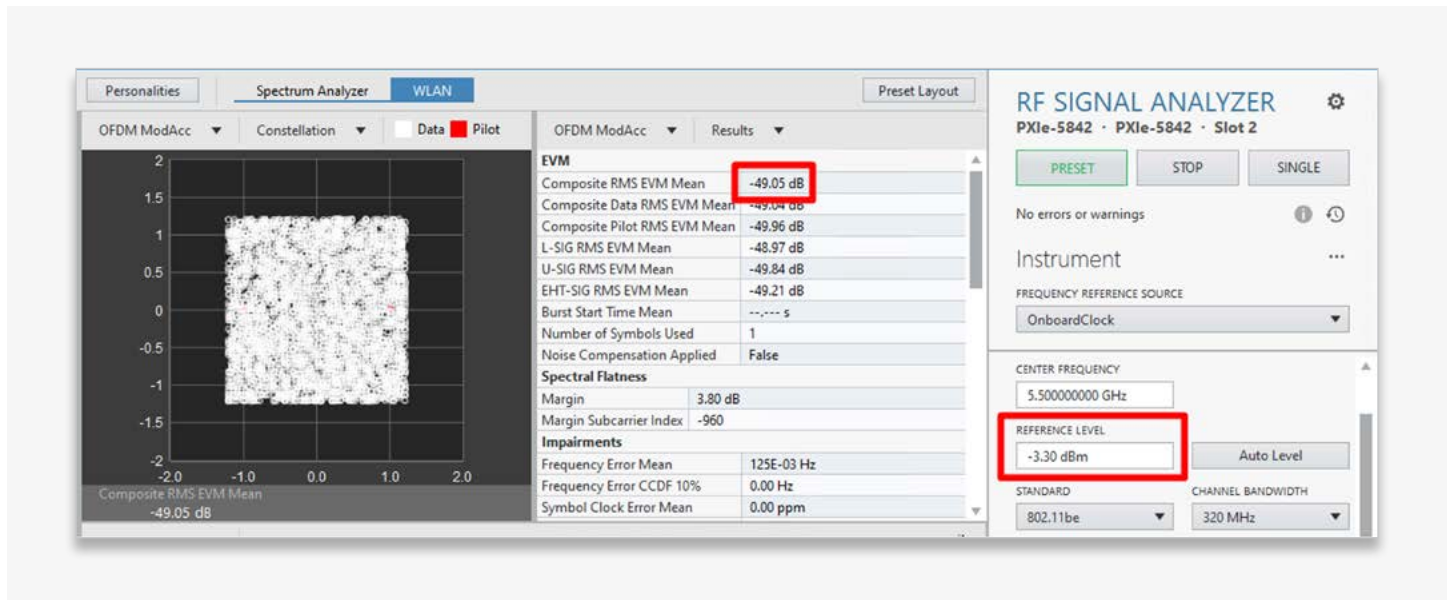 Personalities
Spectrum Analyzer
WLAN
Preset Layout
OFDM ModAcc
Constellation
Data
Pilot
2
1.5
1
0.5
0
-0.5
-1
-1.5
-2
-2.0 -1.0 0.0 1.0 2.0
Composite RMS EVM Mean
-49.05 dB
OFDM ModAcc
Results
EVM
Composite RMS EVM Mean -49.05 dB
Composite Data RMS EVM Mean -49.04 dB
Composite Pilot RMS EVM Mean -49.96 dB
L-SIG RMS EVM Mean -48.97 dB
U-SIG RMS EVM Mean -49.84 dB
EHT-SIG RMS EVM Mean -49.21 dB
Burst Start Time Mean --.--- s
Number of Symbols Used 1
Noise Compensation Applied False
Spectral Flatness
Margin 3.80 dB
Margin Subcarrier Index -960
Impairments
Frequency Error Mean 125E-03 Hz
Frequency Error CCDF 10% 0.00 Hz
Symbol Clock Error Mean 0.00 ppm
RF SIGNAL ANALYZER
PXIe-5842 · PXIe-5842 · Slot 2
PRESET STOP SINGLE
No errors or warnings
Instrument
FREQUENCY REFERENCE SOURCE
OnboardClock
CENTER FREQUENCY
5.500000000 GHz
REFERENCE LEVEL
-3.30 dBm
Auto Level
STANDARD CHANNEL BANDWIDTH
802.11be 320 MHz